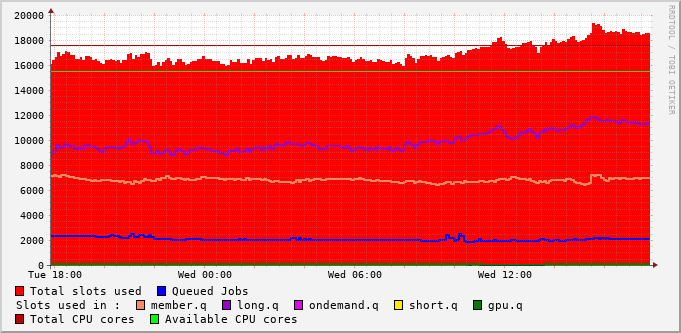 20000
18000
16000
14000
12000
10000
8000
6000
4000
2000
0
Tue 18:00 Wed 00:00 Wed 06:00 Wed 12:00
RRDTOOL / TOBI OETIKER
Total slots used Queued Jobs
Slots used in : member.q long.q ondemand.q short.q gpu.q
Total CPU cores Available CPU cores